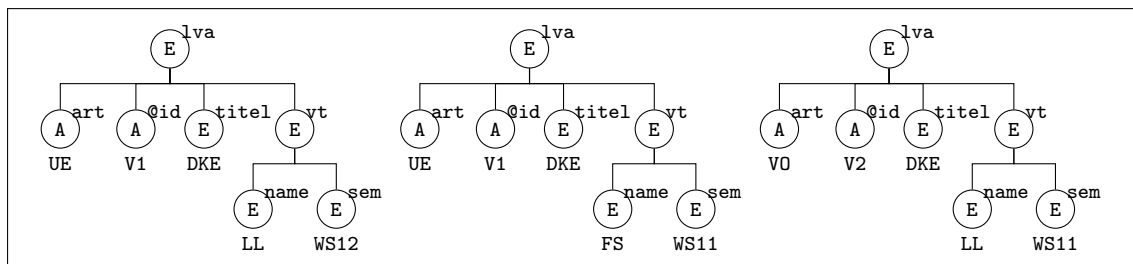 lva lva lva
E E E
art @id titel vt art @id titel vt art @id titel vt
A A E E A A E E A A E E
UE V1 DKE UE V1 DKE VO V2 DKE
name sem name sem name sem
E E E E E E
LL WS12 FS WS11 LL WS11